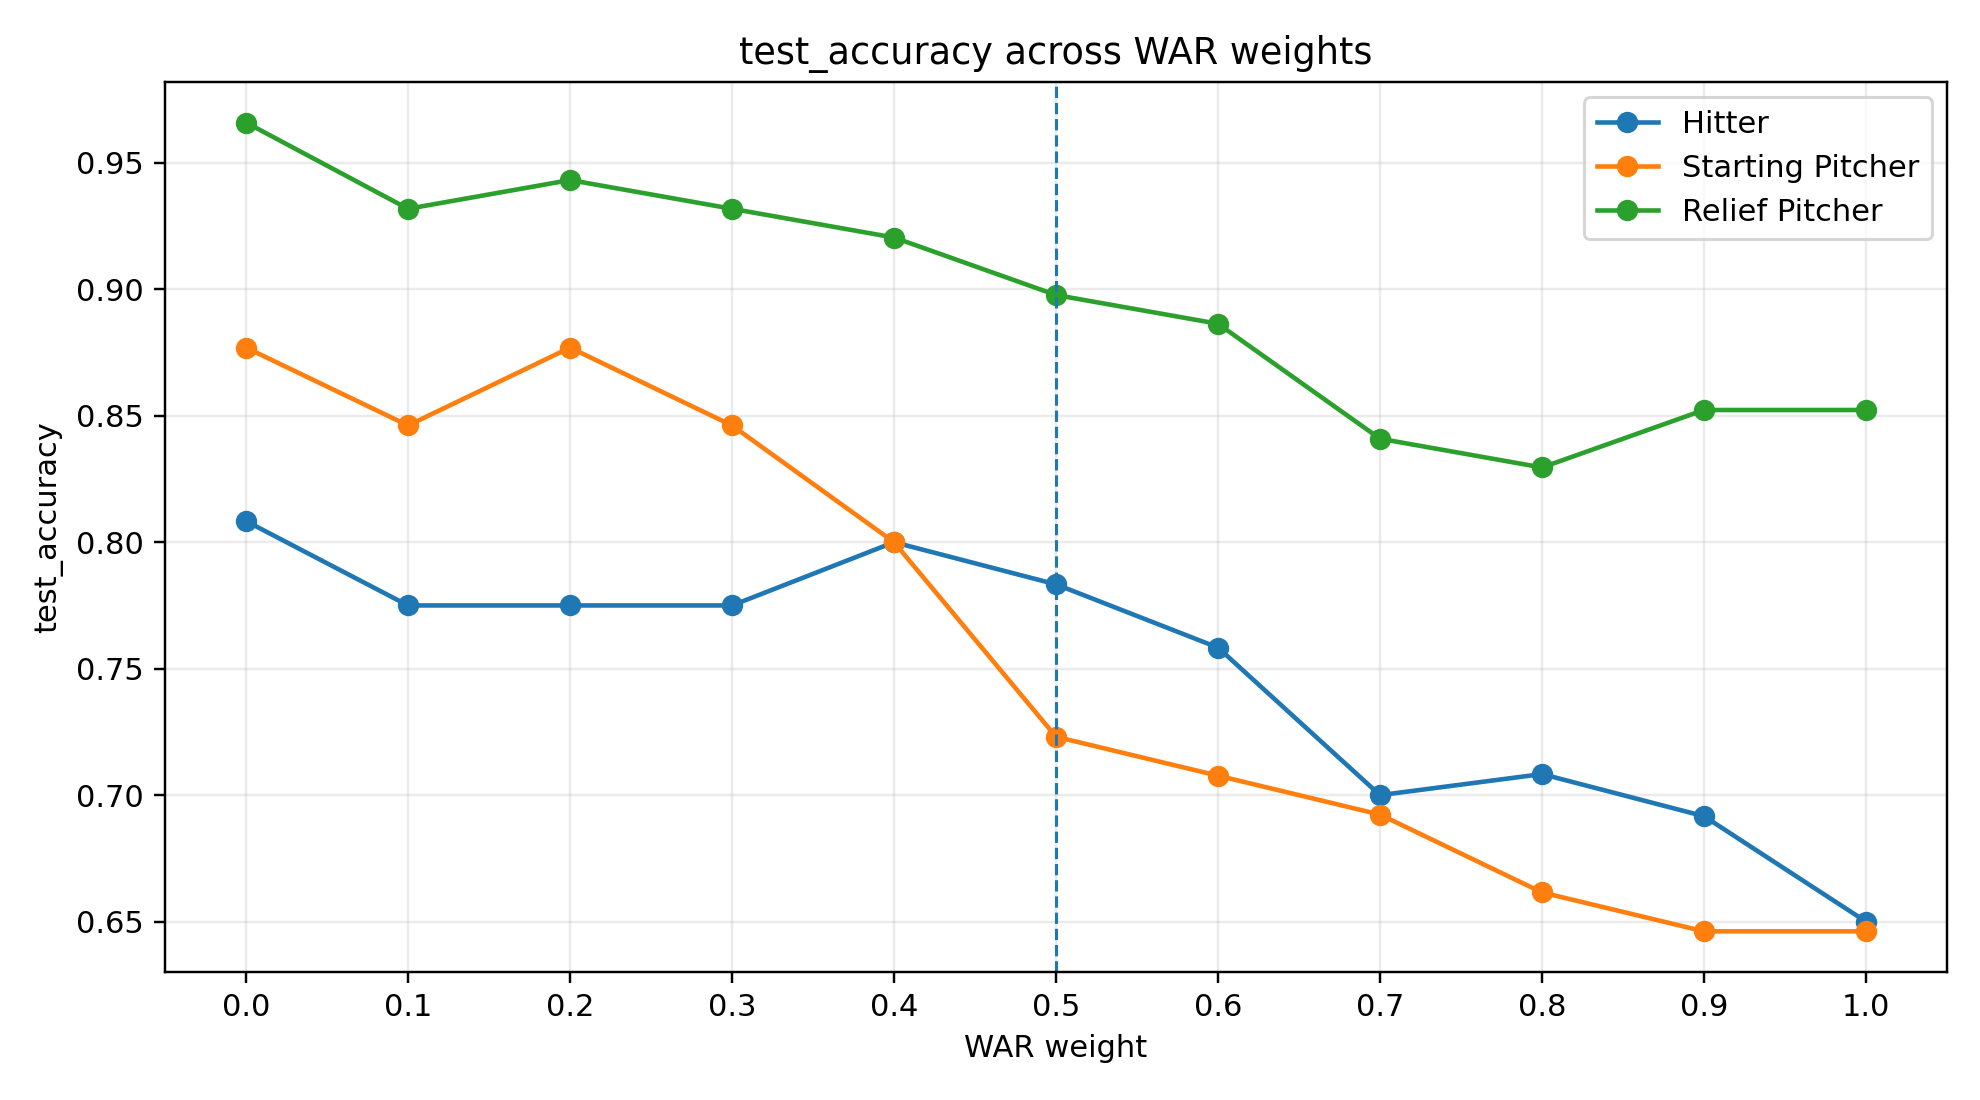 test_accuracy across WAR weights
Hitter
Starting Pitcher
Relief Pitcher
test_accuracy
0.95
0.90
0.85
0.80
0.75
0.70
0.65
0.0 0.1 0.2 0.3 0.4 0.5 0.6 0.7 0.8 0.9 1.0
WAR weight